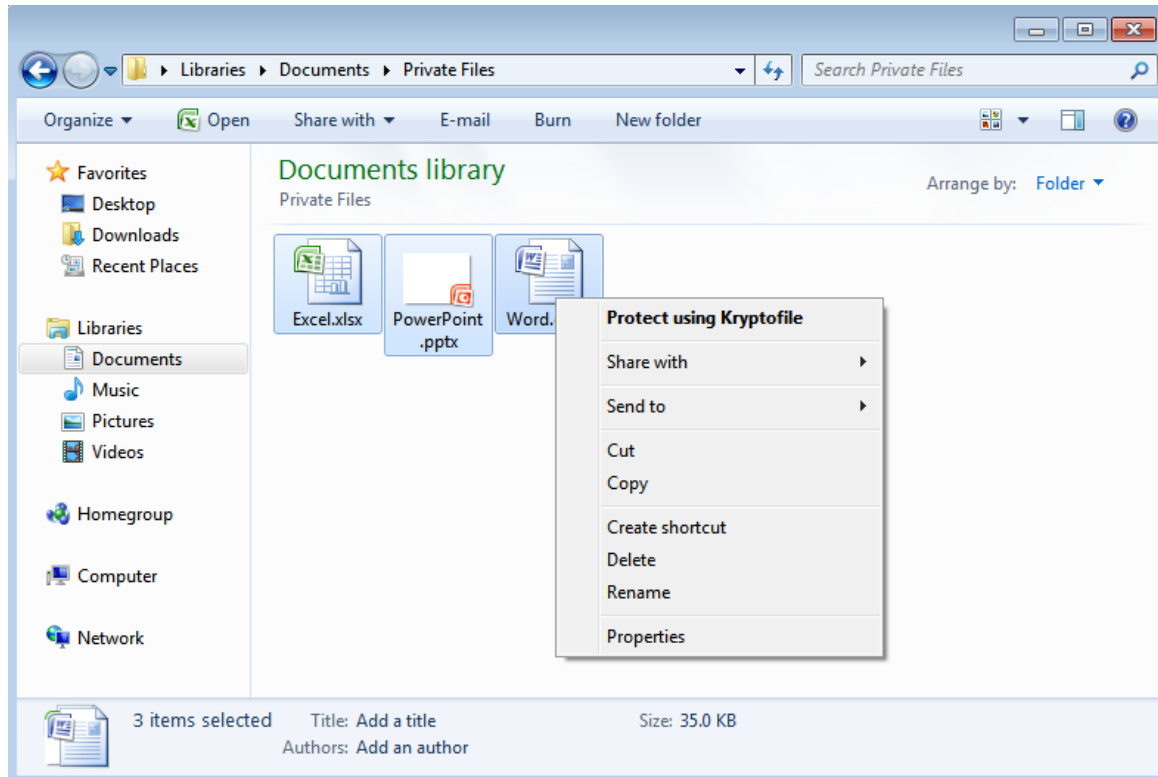 Libraries Documents Private Files
Search Private Files
Organize Open Share with E-mail Burn New folder
Favorites
Desktop
Downloads
Recent Places
Libraries
Documents
Music
Pictures
Videos
Homegroup
Computer
Network
Documents library
Private Files
Arrange by: Folder
Excel.xlsx
PowerPoint
.pptx
Word.
Protect using Kryptofile
Share with
Send to
Cut
Copy
Create shortcut
Delete
Rename
Properties
3 items selected Title: Add a title Size: 35.0 KB
Authors: Add an author